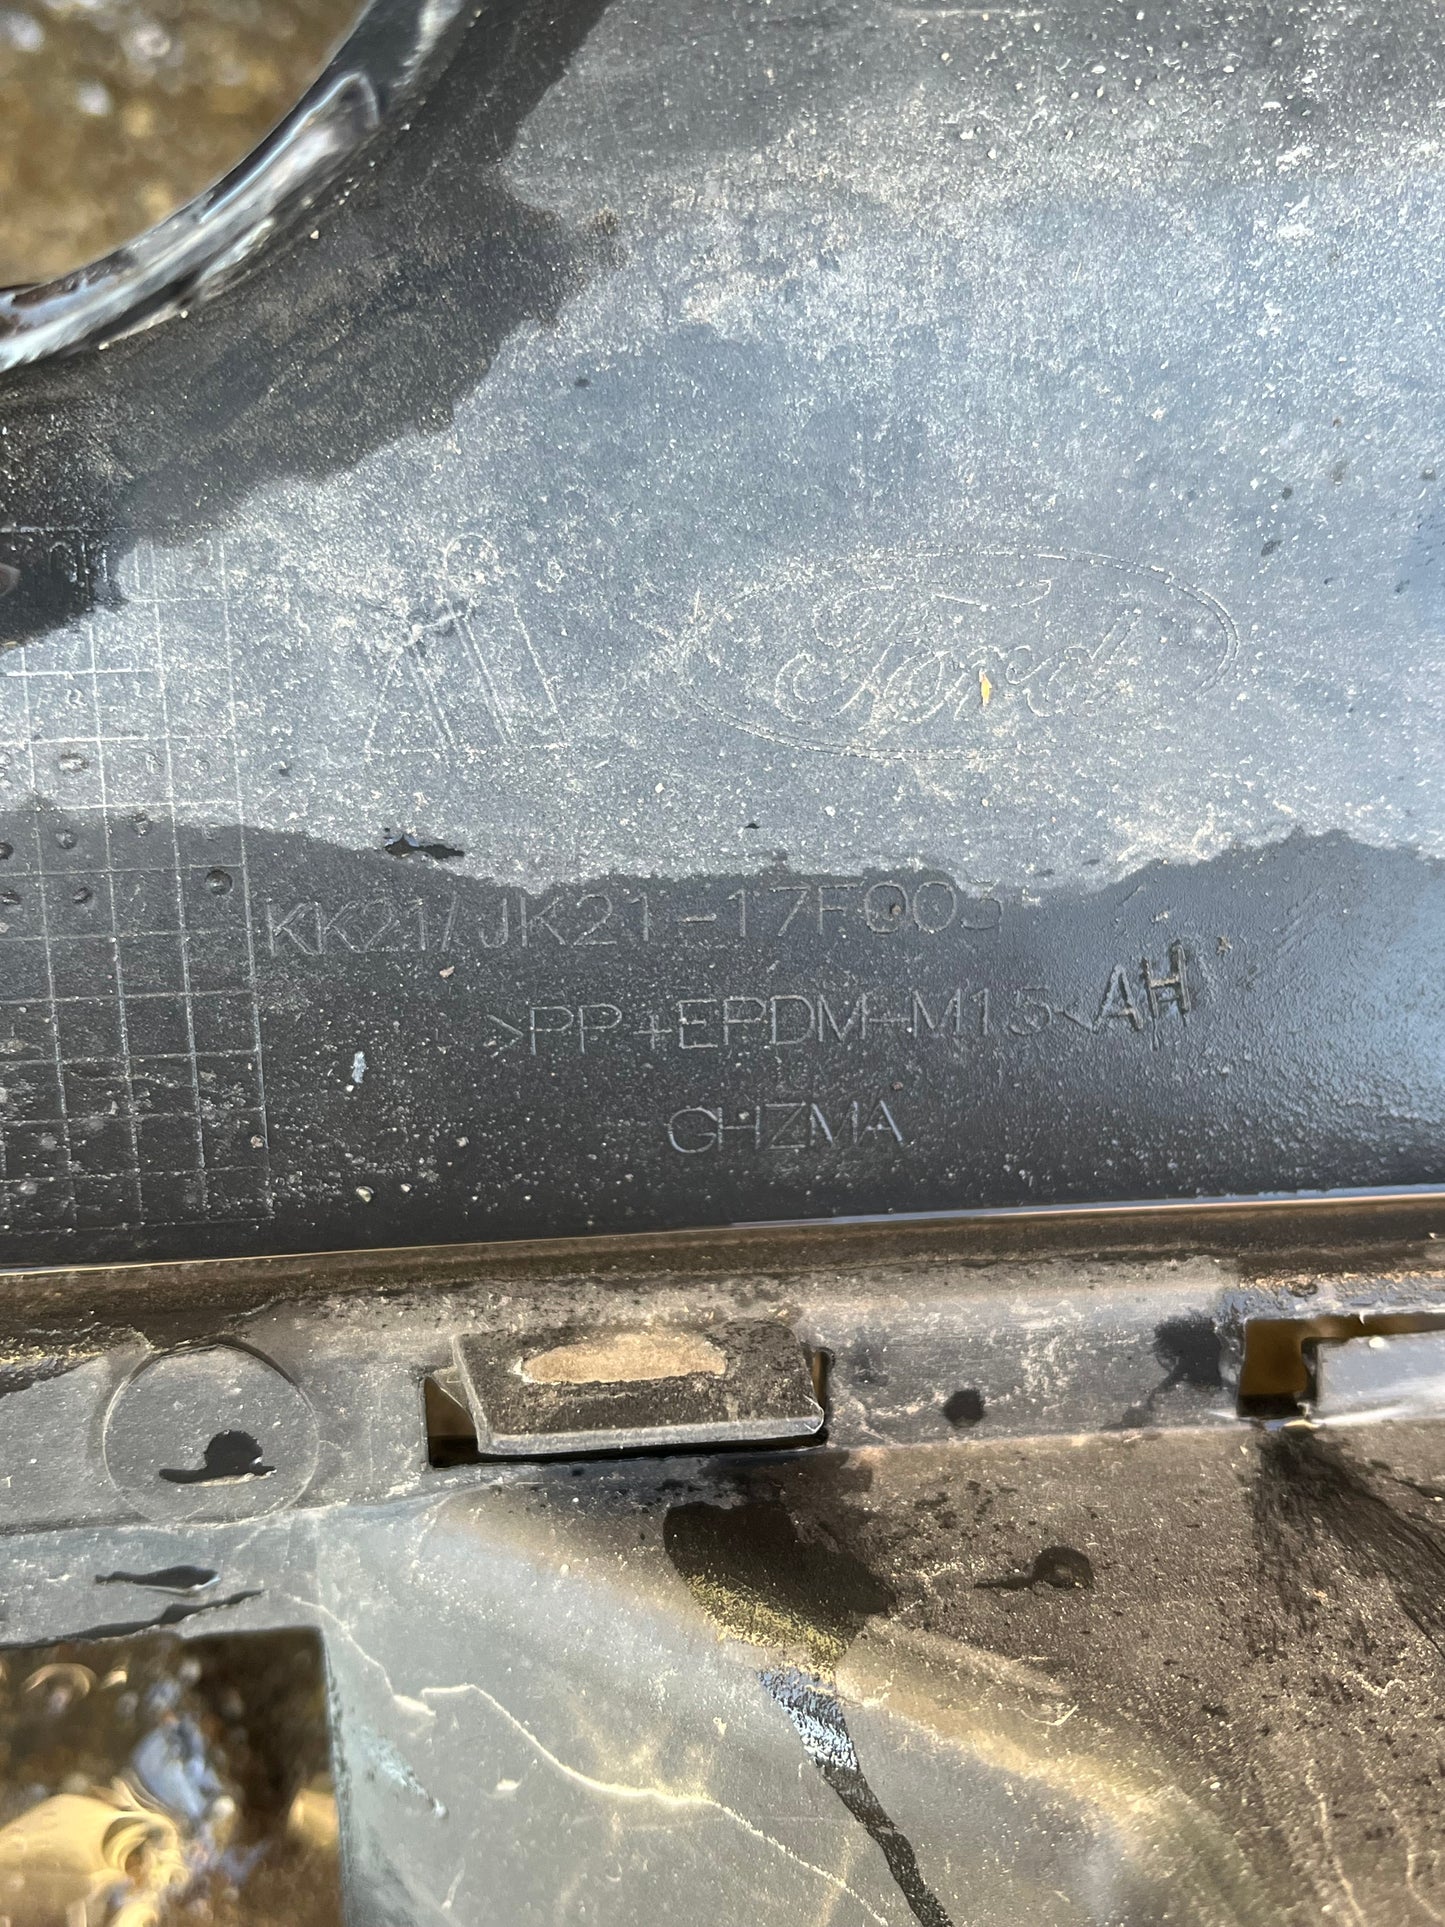 Ford
KK21/JK21-17F003
>PP+EPDM-M15< AH
GHZMA